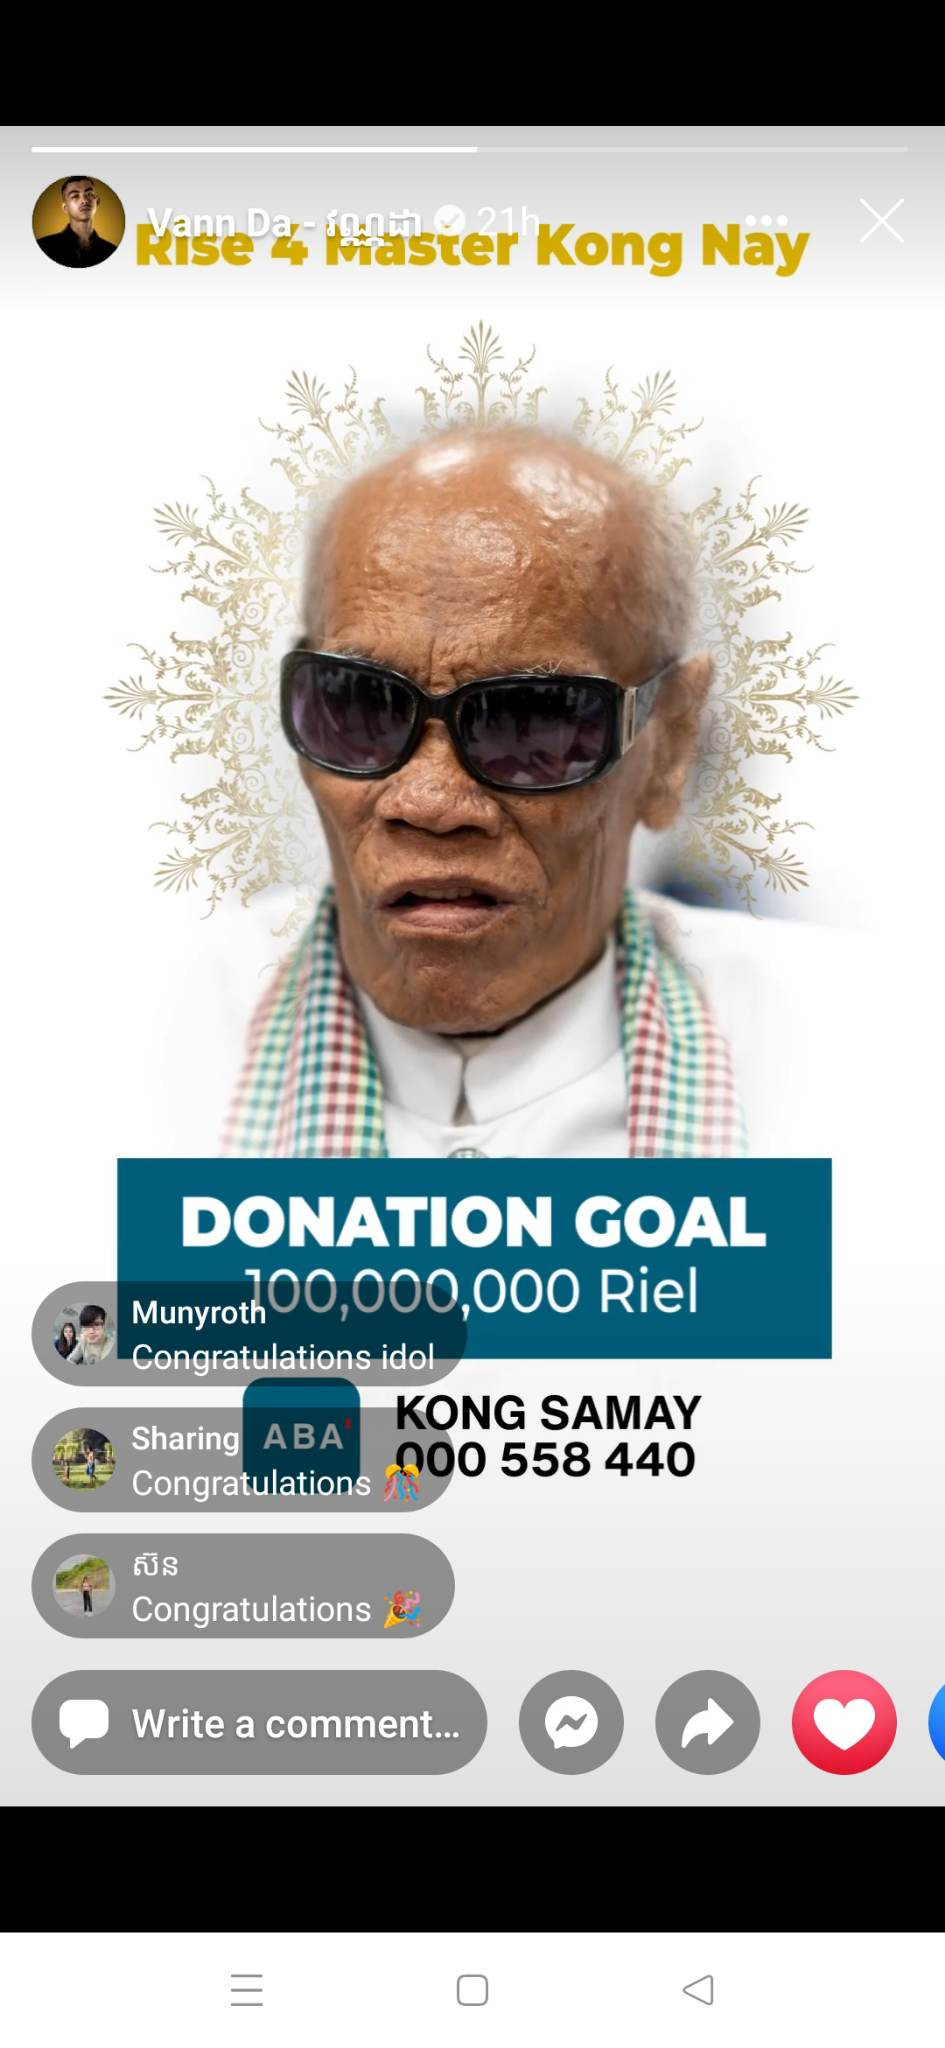 Vann Da - វណ្ណដា 21h
Rise 4 Master Kong Nay
DONATION GOAL
100,000,000 Riel
Munyroth
Congratulations idol
ABA'
KONG SAMAY
000 558 440
Sharing
Congratulations 🎊
ស៊ន
Congratulations 🎉
Write a comment...